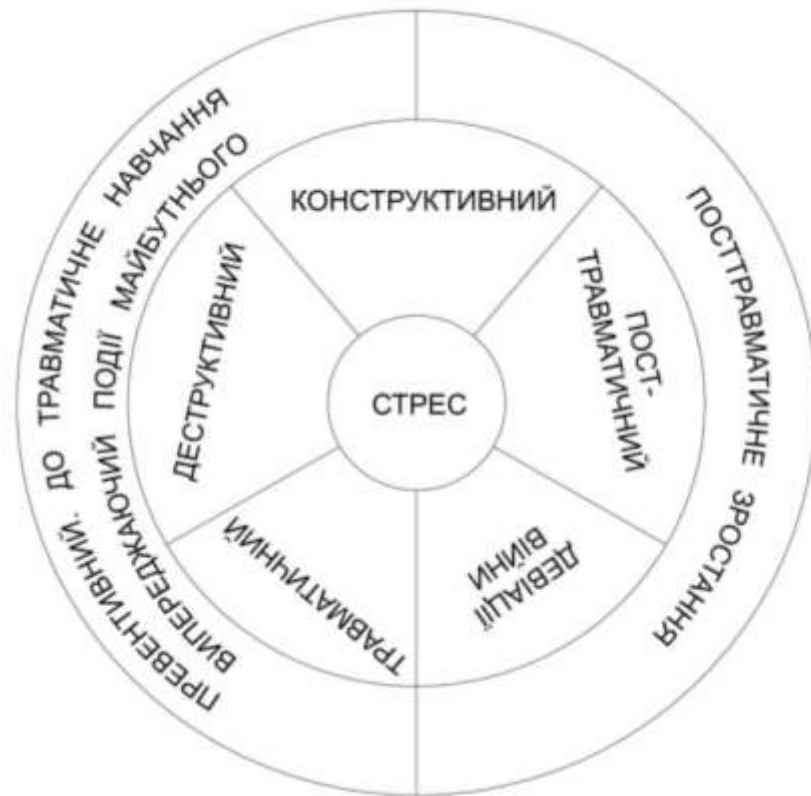 ПРЕВЕНТИВНИЙ. ДО ТРАВМАТИЧНЕ НАВЧАННЯ
ВИПЕРЕДЖАЮЧИЙ ПОДІЇ МАЙБУТНЬОГО
КОНСТРУКТИВНИЙ
ПОСТ-
ТРАВМАТИЧНИЙ
ДЕВІАЦІЇ
ВІЙНИ
ТРАВМАТИЧНИЙ
ДЕСТРУКТИВНИЙ
СТРЕС
ПОСТТРАВМАТИЧНЕ ЗРОСТАННЯ